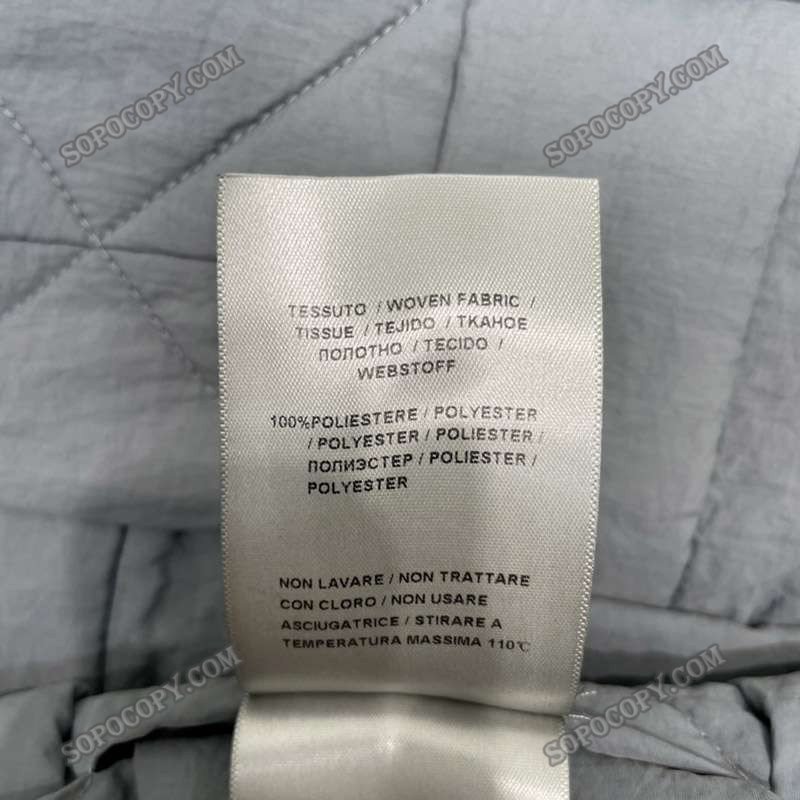 SOPOCOPY.COM
SOPOCOPY.COM
TESSUTO / WOVEN FABRIC /
TISSUE / TEJIDO / ТКАНОЕ
ПОЛОТНО / TECIDO /
WEBSTOFF
100%POLIESTERE / POLYESTER
/ POLYESTER / POLIESTER /
ПОЛИЭСТЕР / POLIESTER /
POLYESTER
NON LAVARE / NON TRATTARE
CON CLORO / NON USARE
ASCIUGATRICE / STIRARE A
TEMPERATURA MASSIMA 110℃
SOPOCOPY.COM
SOPOCOPY.COM